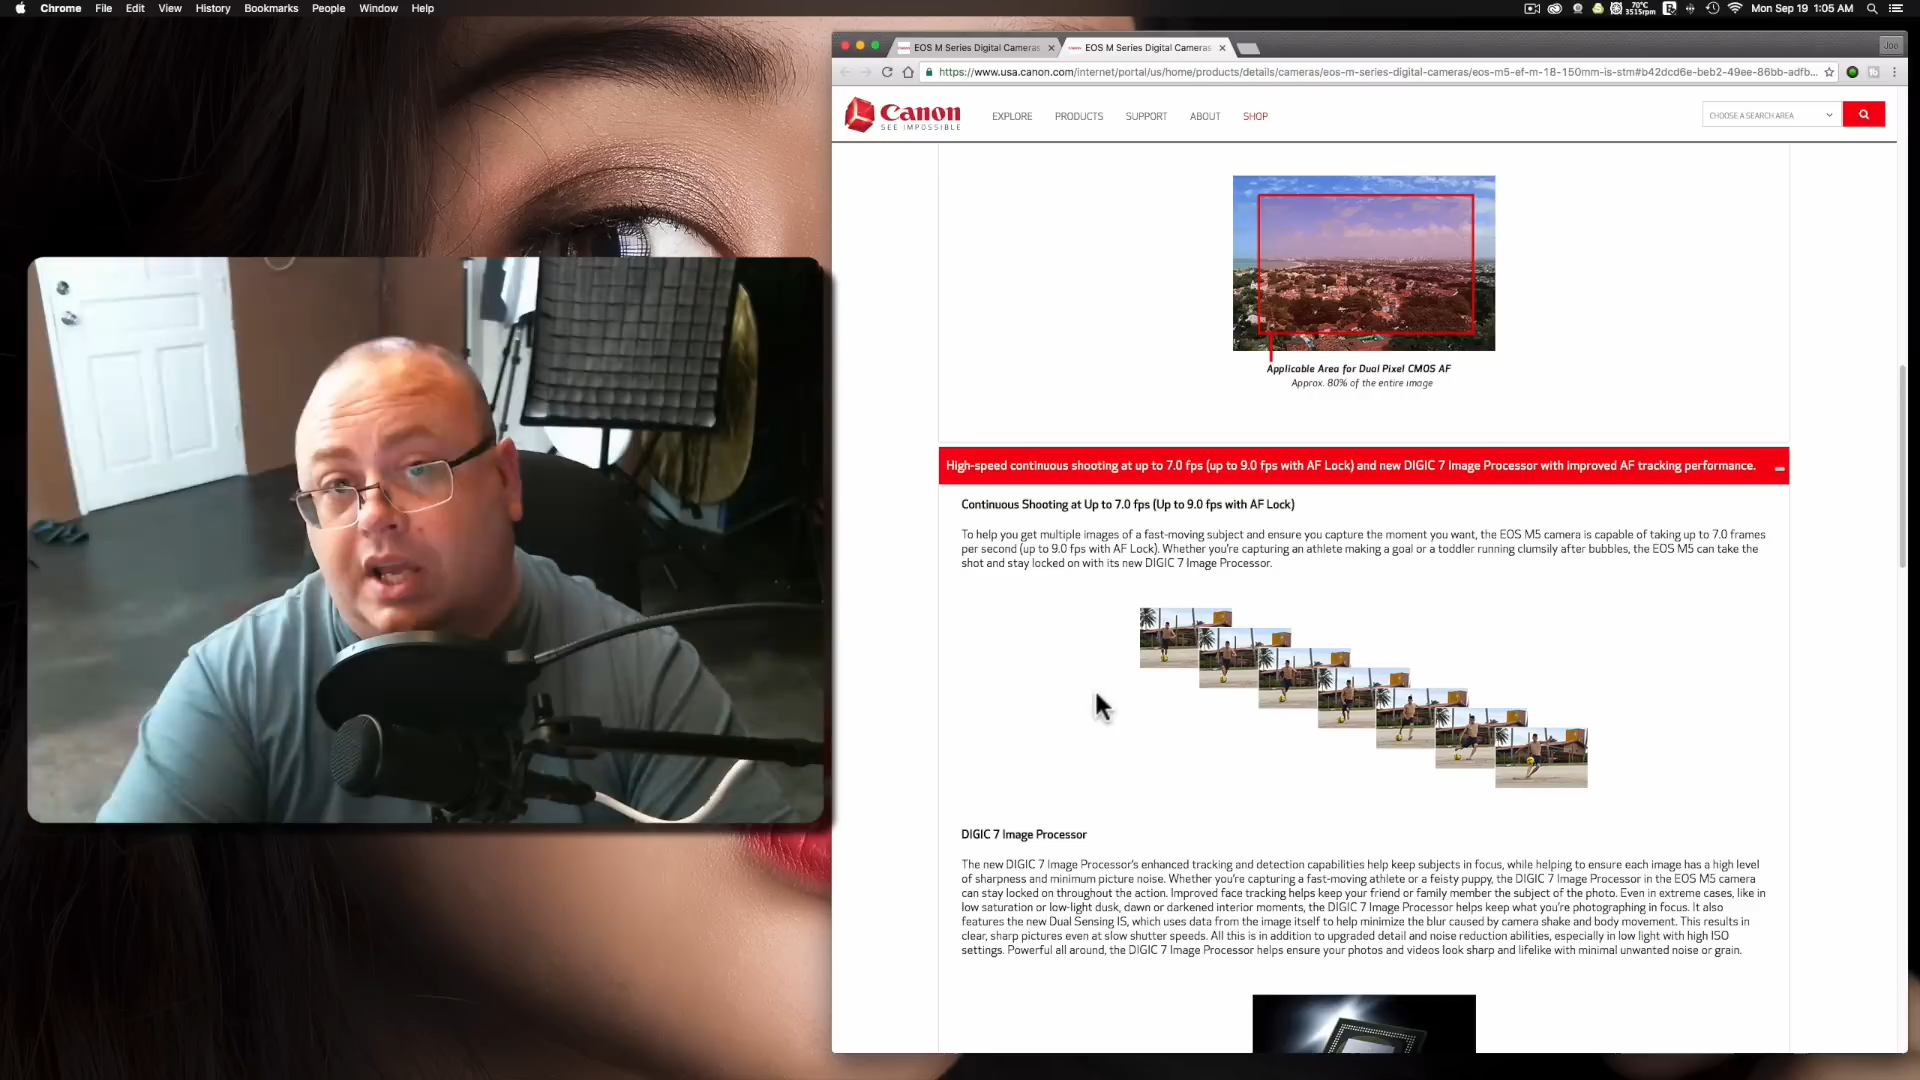 Chrome File Edit View History Bookmarks People Window Help
70°C
3515rpm
Mon Sep 19 1:05 AM
EOS M Series Digital Cameras
EOS M Series Digital Cameras
Joe
https://www.usa.canon.com/internet/portal/us/home/products/details/cameras/eos-m-series-digital-cameras/eos-m5-ef-m-18-150mm-is-stm#b42dcd6e-beb2-49ee-86bb-adfb...
Canon
SEE IMPOSSIBLE
EXPLORE PRODUCTS SUPPORT ABOUT SHOP
CHOOSE A SEARCH AREA
Applicable Area for Dual Pixel CMOS AF
Approx. 80% of the entire image
High-speed continuous shooting at up to 7.0 fps (up to 9.0 fps with AF Lock) and new DIGIC 7 Image Processor with improved AF tracking performance.
Continuous Shooting at Up to 7.0 fps (Up to 9.0 fps with AF Lock)
To help you get multiple images of a fast-moving subject and ensure you capture the moment you want, the EOS M5 camera is capable of taking up to 7.0 frames
per second (up to 9.0 fps with AF Lock). Whether you're capturing an athlete making a goal or a toddler running clumsily after bubbles, the EOS M5 can take the
shot and stay locked on with its new DIGIC 7 Image Processor.
DIGIC 7 Image Processor
The new DIGIC 7 Image Processor's enhanced tracking and detection capabilities help keep subjects in focus, while helping to ensure each image has a high level
of sharpness and minimum picture noise. Whether you're capturing a fast-moving athlete or a feisty puppy, the DIGIC 7 Image Processor in the EOS M5 camera
can stay locked on throughout the action. Improved face tracking helps keep your friend or family member the subject of the photo. Even in extreme cases, like in
low saturation or low-light dusk, dawn or darkened interior moments, the DIGIC 7 Image Processor helps keep what you're photographing in focus. It also
features the new Dual Sensing IS, which uses data from the image itself to help minimize the blur caused by camera shake and body movement. This results in
clear, sharp pictures even at slow shutter speeds. All this is in addition to upgraded detail and noise reduction abilities, especially in low light with high ISO
settings. Powerful all around, the DIGIC 7 Image Processor helps ensure your photos and videos look sharp and lifelike with minimal unwanted noise or grain.